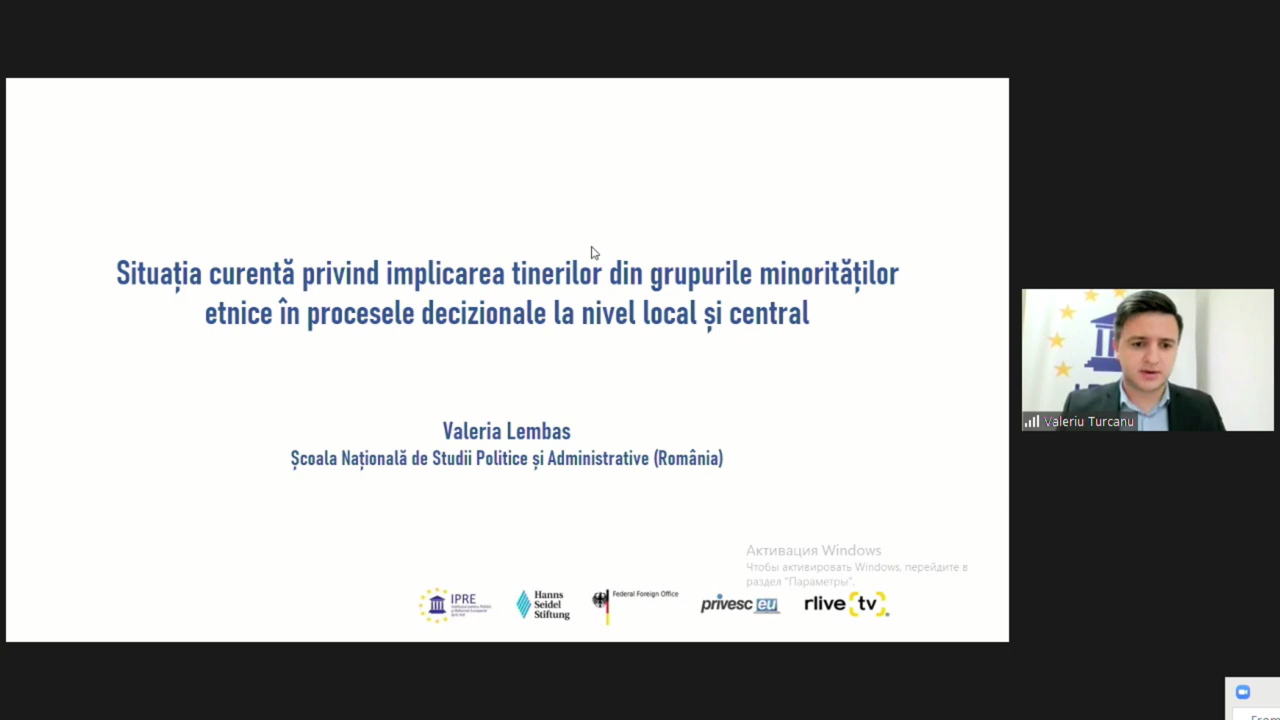 Situația curentă privind implicarea tinerilor din grupurile minorităților
etnice în procesele decizionale la nivel local și central
Valeria Lembas
Școala Națională de Studii Politice și Administrative (România)
Активация Windows
Чтобы активировать Windows, перейдите в
раздел "Параметры".
IPRE
Hanns
Seidel
Stiftung
Federal Foreign Office
privesc.eu
rlive tv
Valeriu Turcanu